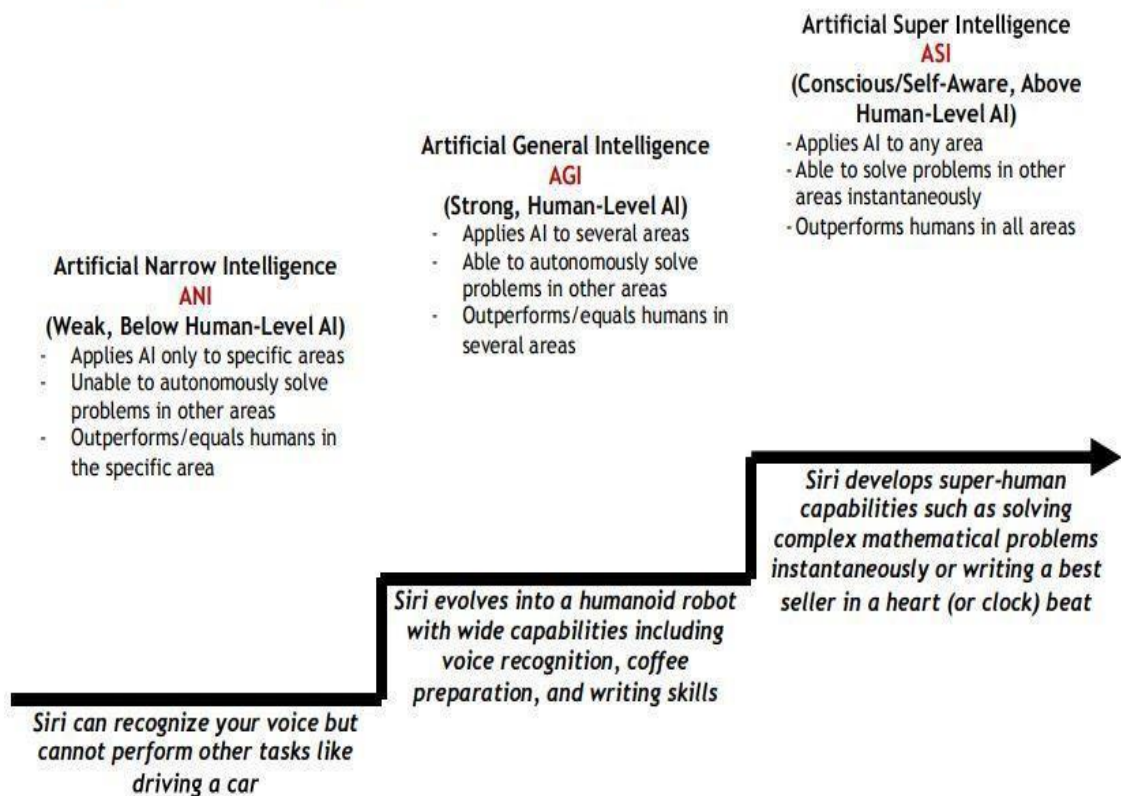 Artificial Super Intelligence
ASI
(Conscious/Self-Aware, Above
Human-Level AI)
- Applies AI to any area
- Able to solve problems in other
areas instantaneously
- Outperforms humans in all areas
Artificial General Intelligence
AGI
(Strong, Human-Level AI)
- Applies AI to several areas
- Able to autonomously solve
problems in other areas
- Outperforms/equals humans in
several areas
Artificial Narrow Intelligence
ANI
(Weak, Below Human-Level AI)
- Applies AI only to specific areas
- Unable to autonomously solve
problems in other areas
- Outperforms/equals humans in
the specific area
Siri can recognize your voice but
cannot perform other tasks like
driving a car
Siri evolves into a humanoid robot
with wide capabilities including
voice recognition, coffee
preparation, and writing skills
Siri develops super-human
capabilities such as solving
complex mathematical problems
instantaneously or writing a best
seller in a heart (or clock) beat